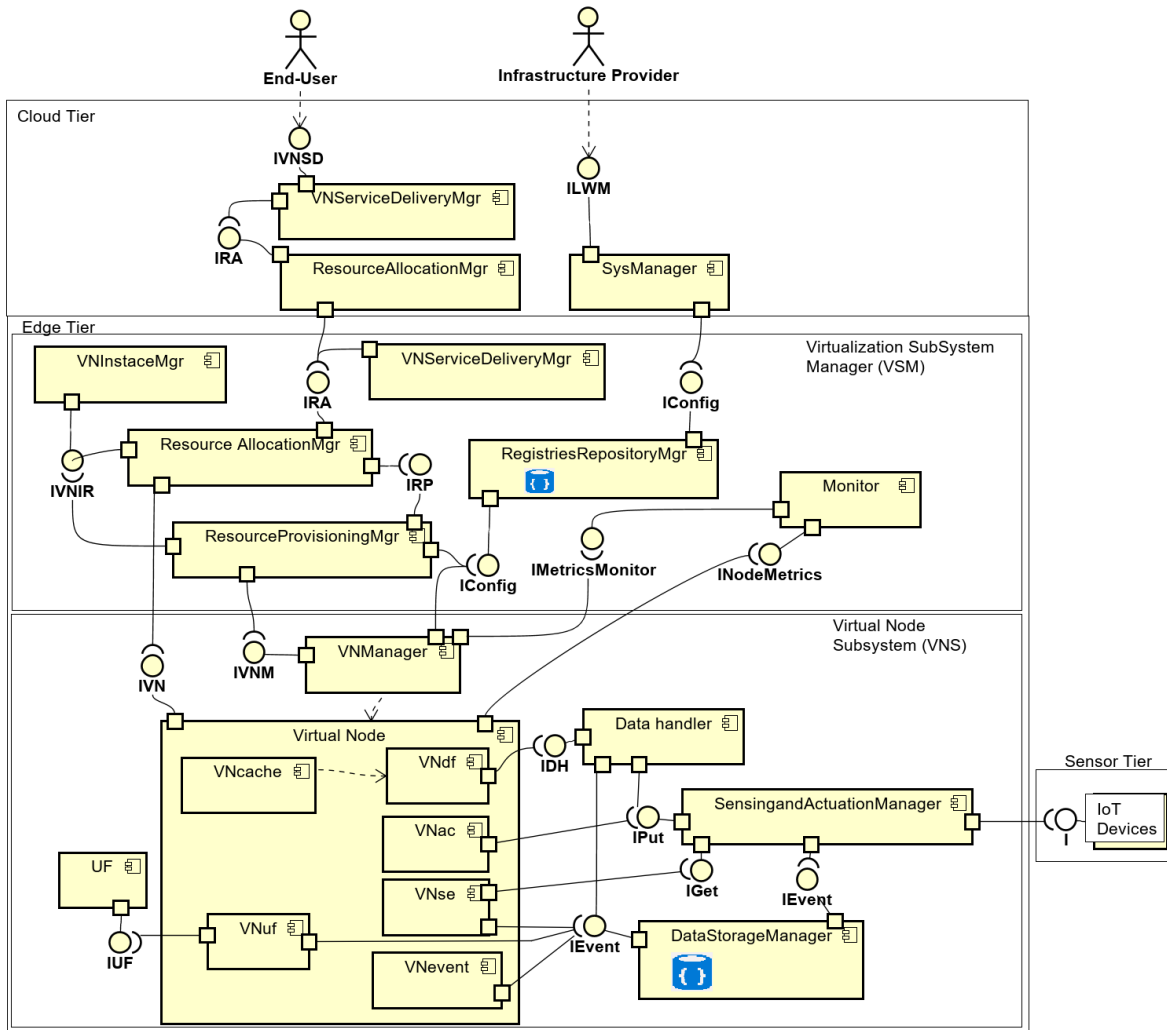 End-User
Infrastructure Provider
Cloud Tier
IVNSD
ILWM
VNServiceDeliveryMgr
IRA
ResourceAllocationMgr
SysManager
Edge Tier
VNInstaceMgr
VNServiceDeliveryMgr
Virtualization SubSystem
Manager (VSM)
IRA
IConfig
Resource AllocationMgr
RegistriesRepositoryMgr
{ }
IVNIR
IRP
Monitor
ResourceProvisioningMgr
IConfig
IMetricsMonitor
INodeMetrics
Virtual Node
Subsystem (VNS)
VNManager
IVN
IVNM
Virtual Node
Data handler
VNcache
VNdf
IDH
Sensor Tier
SensingandActuationManager
IoT
Devices
VNac
IPut
I
UF
VNse
IGet
IEvent
VNuf
IEvent
DataStorageManager
{ }
IUF
VNevent